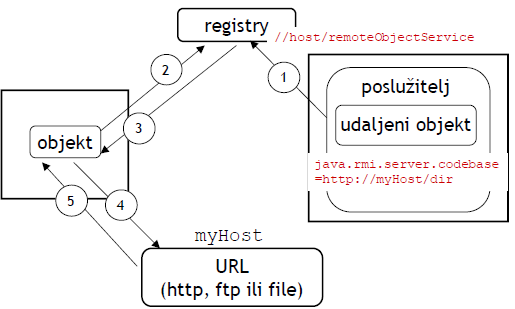 registry
//host/remoteObjectService
2
1
poslužitelj
3
udaljeni objekt
objekt
java.rmi.server.codebase
=http://myHost/dir
5
4
myHost
URL
(http, ftp ili file)